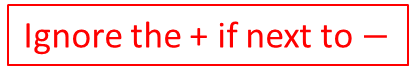 Ignore the + if next to —